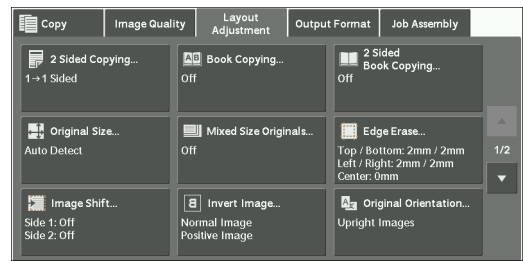 Copy
Image Quality
Layout
Adjustment
Output Format
Job Assembly
2 Sided Copying...
1→1 Sided
Book Copying...
Off
2 Sided
Book Copying...
Off
Original Size...
Auto Detect
Mixed Size Originals...
Off
Edge Erase...
Top / Bottom: 2mm / 2mm
Left / Right: 2mm / 2mm
Center: 0mm
1/2
Image Shift...
Side 1: Off
Side 2: Off
Invert Image...
Normal Image
Positive Image
Original Orientation...
Upright Images